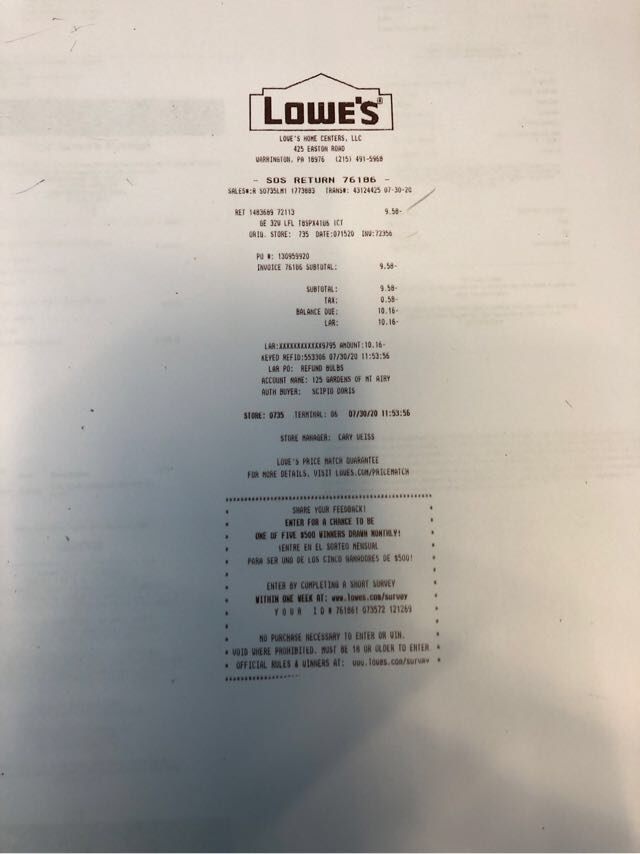 LOWE'S®
LOWE'S HOME CENTERS, LLC
425 EASTON ROAD
WARRINGTON, PA 18976 (215) 491-5968
- SOS RETURN 76186 -
SALES#:R S0735LM1 1773883 TRANS#: 43124425 07-30-20
RET 1483689 72113 9.58-
GE 32W LFL T8SPX4106 1CT
ORIG. STORE: 735 DATE:071520 INV:72356
PO #: 130959920
INVOICE 76186 SUBTOTAL: 9.58-
SUBTOTAL: 9.58-
TAX: 0.58-
BALANCE DUE: 10.16-
LAR: 10.16-
LAR:XXXXXXXXXXXX9795 AMOUNT:10.16-
KEYED REFID:553306 07/30/20 11:53:56
LAR PO: REFUND BULBS
ACCOUNT NAME: 125 GARDENS OF MT AIRY
AUTH BUYER: SCIPIO DORIS
STORE: 0735 TERMINAL: 06 07/30/20 11:53:56
STORE MANAGER: CARY WEISS
LOWE'S PRICE MATCH GUARANTEE
FOR MORE DETAILS, VISIT LOWES.COM/PRICEMATCH
SHARE YOUR FEEDBACK!
ENTER FOR A CHANCE TO BE
ONE OF FIVE $500 WINNERS DRAWN MONTHLY!
¡ENTRE EN EL SORTEO MENSUAL
PARA SER UNO DE LOS CINCO GANADORES DE $500!
ENTER BY COMPLETING A SHORT SURVEY
WITHIN ONE WEEK AT: www.lowes.com/survey
YOUR ID# 761861 073572 121269
NO PURCHASE NECESSARY TO ENTER OR WIN.
VOID WHERE PROHIBITED. MUST BE 18 OR OLDER TO ENTER.
OFFICIAL RULES & WINNERS AT: www.lowes.com/survey